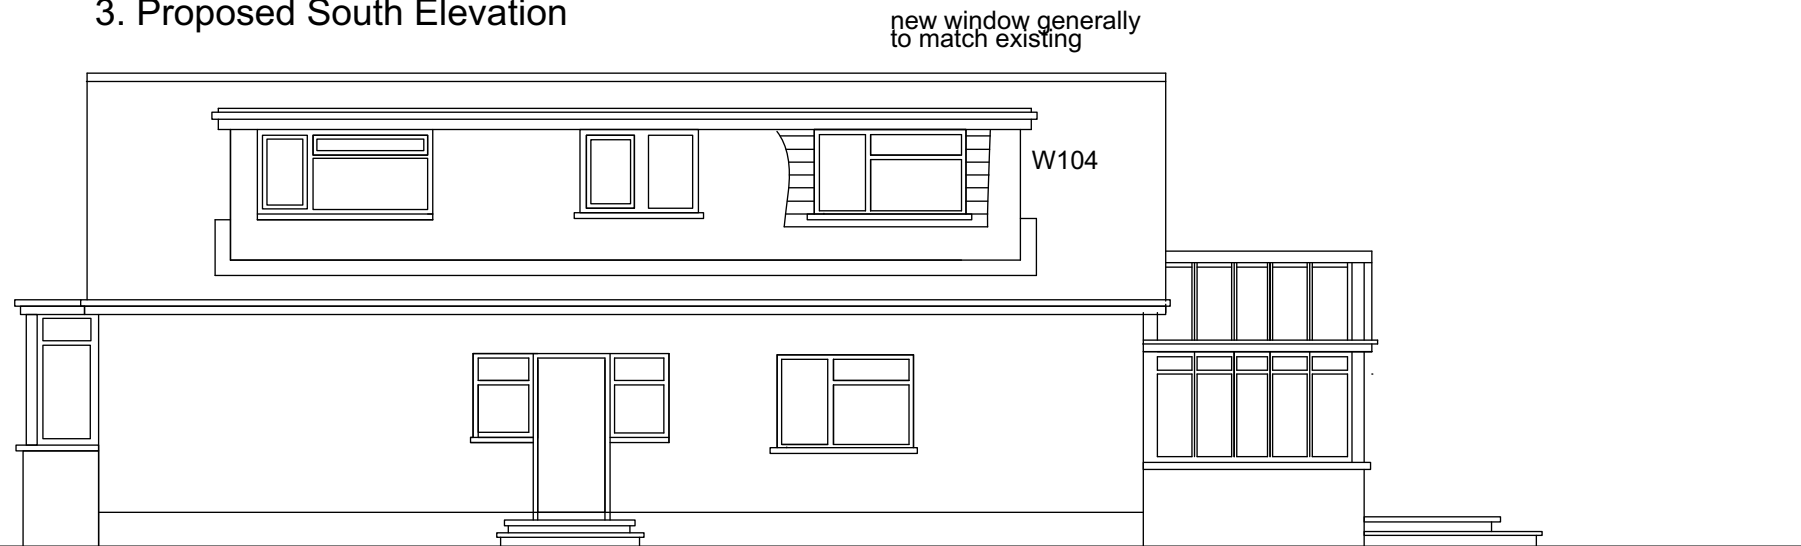 3. Proposed South Elevation
new window generally
to match existing
W104